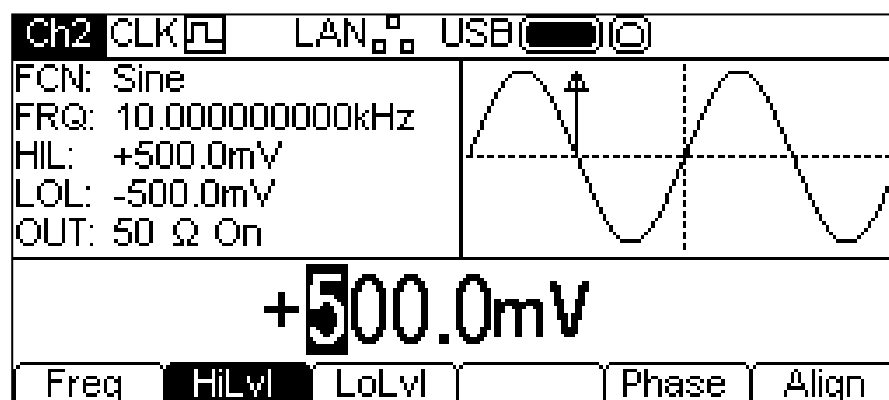 Ch2 CLK LAN USB
FCN: Sine
FRQ: 10.000000000kHz
HIL: +500.0mV
LOL: -500.0mV
OUT: 50 Ω On
+500.0mV
Freq HiLvl LoLvl Phase Align